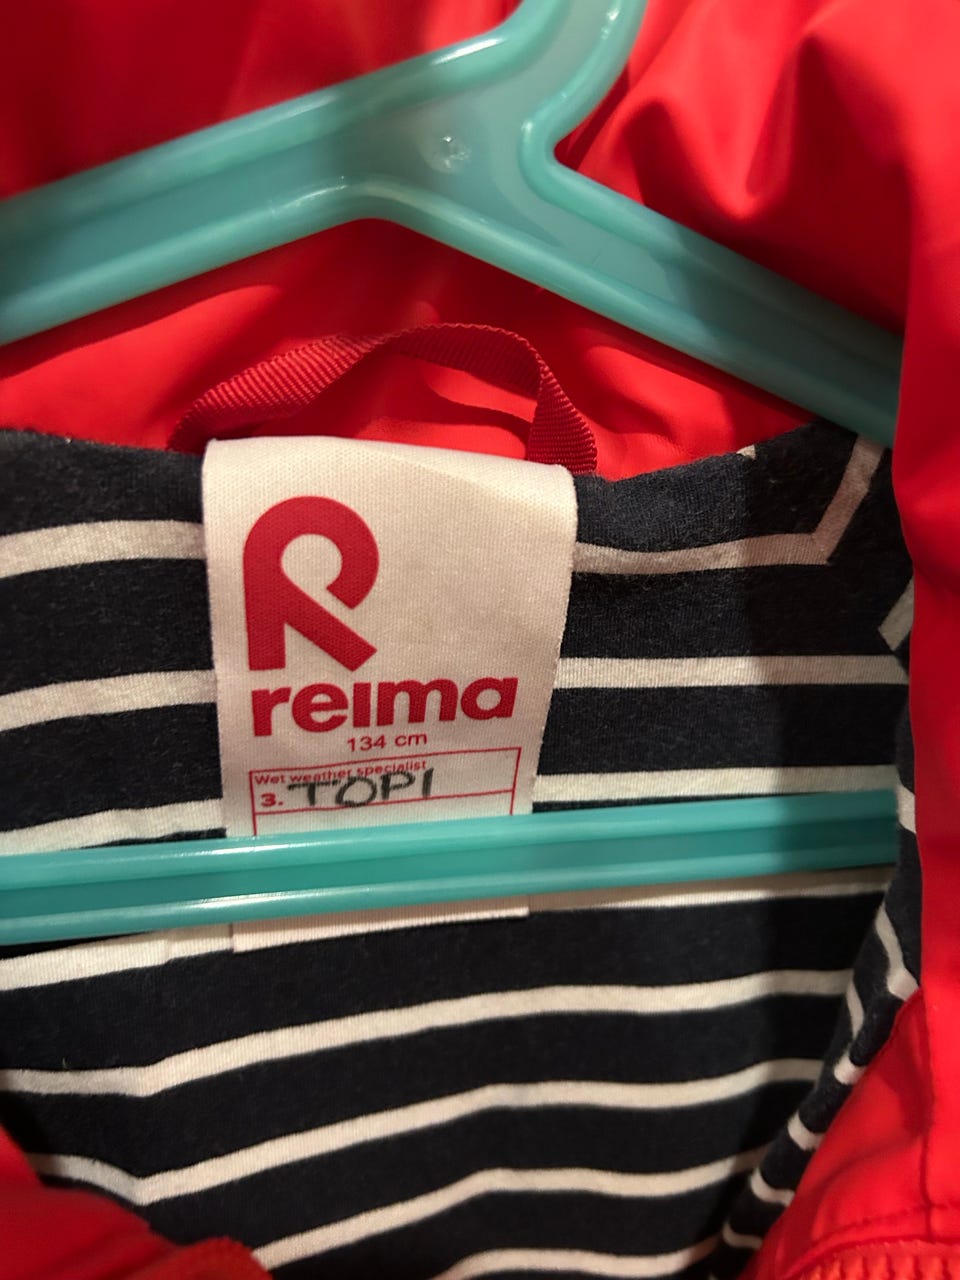 reima
134 cm
Wet weather specialist
3. TOPI